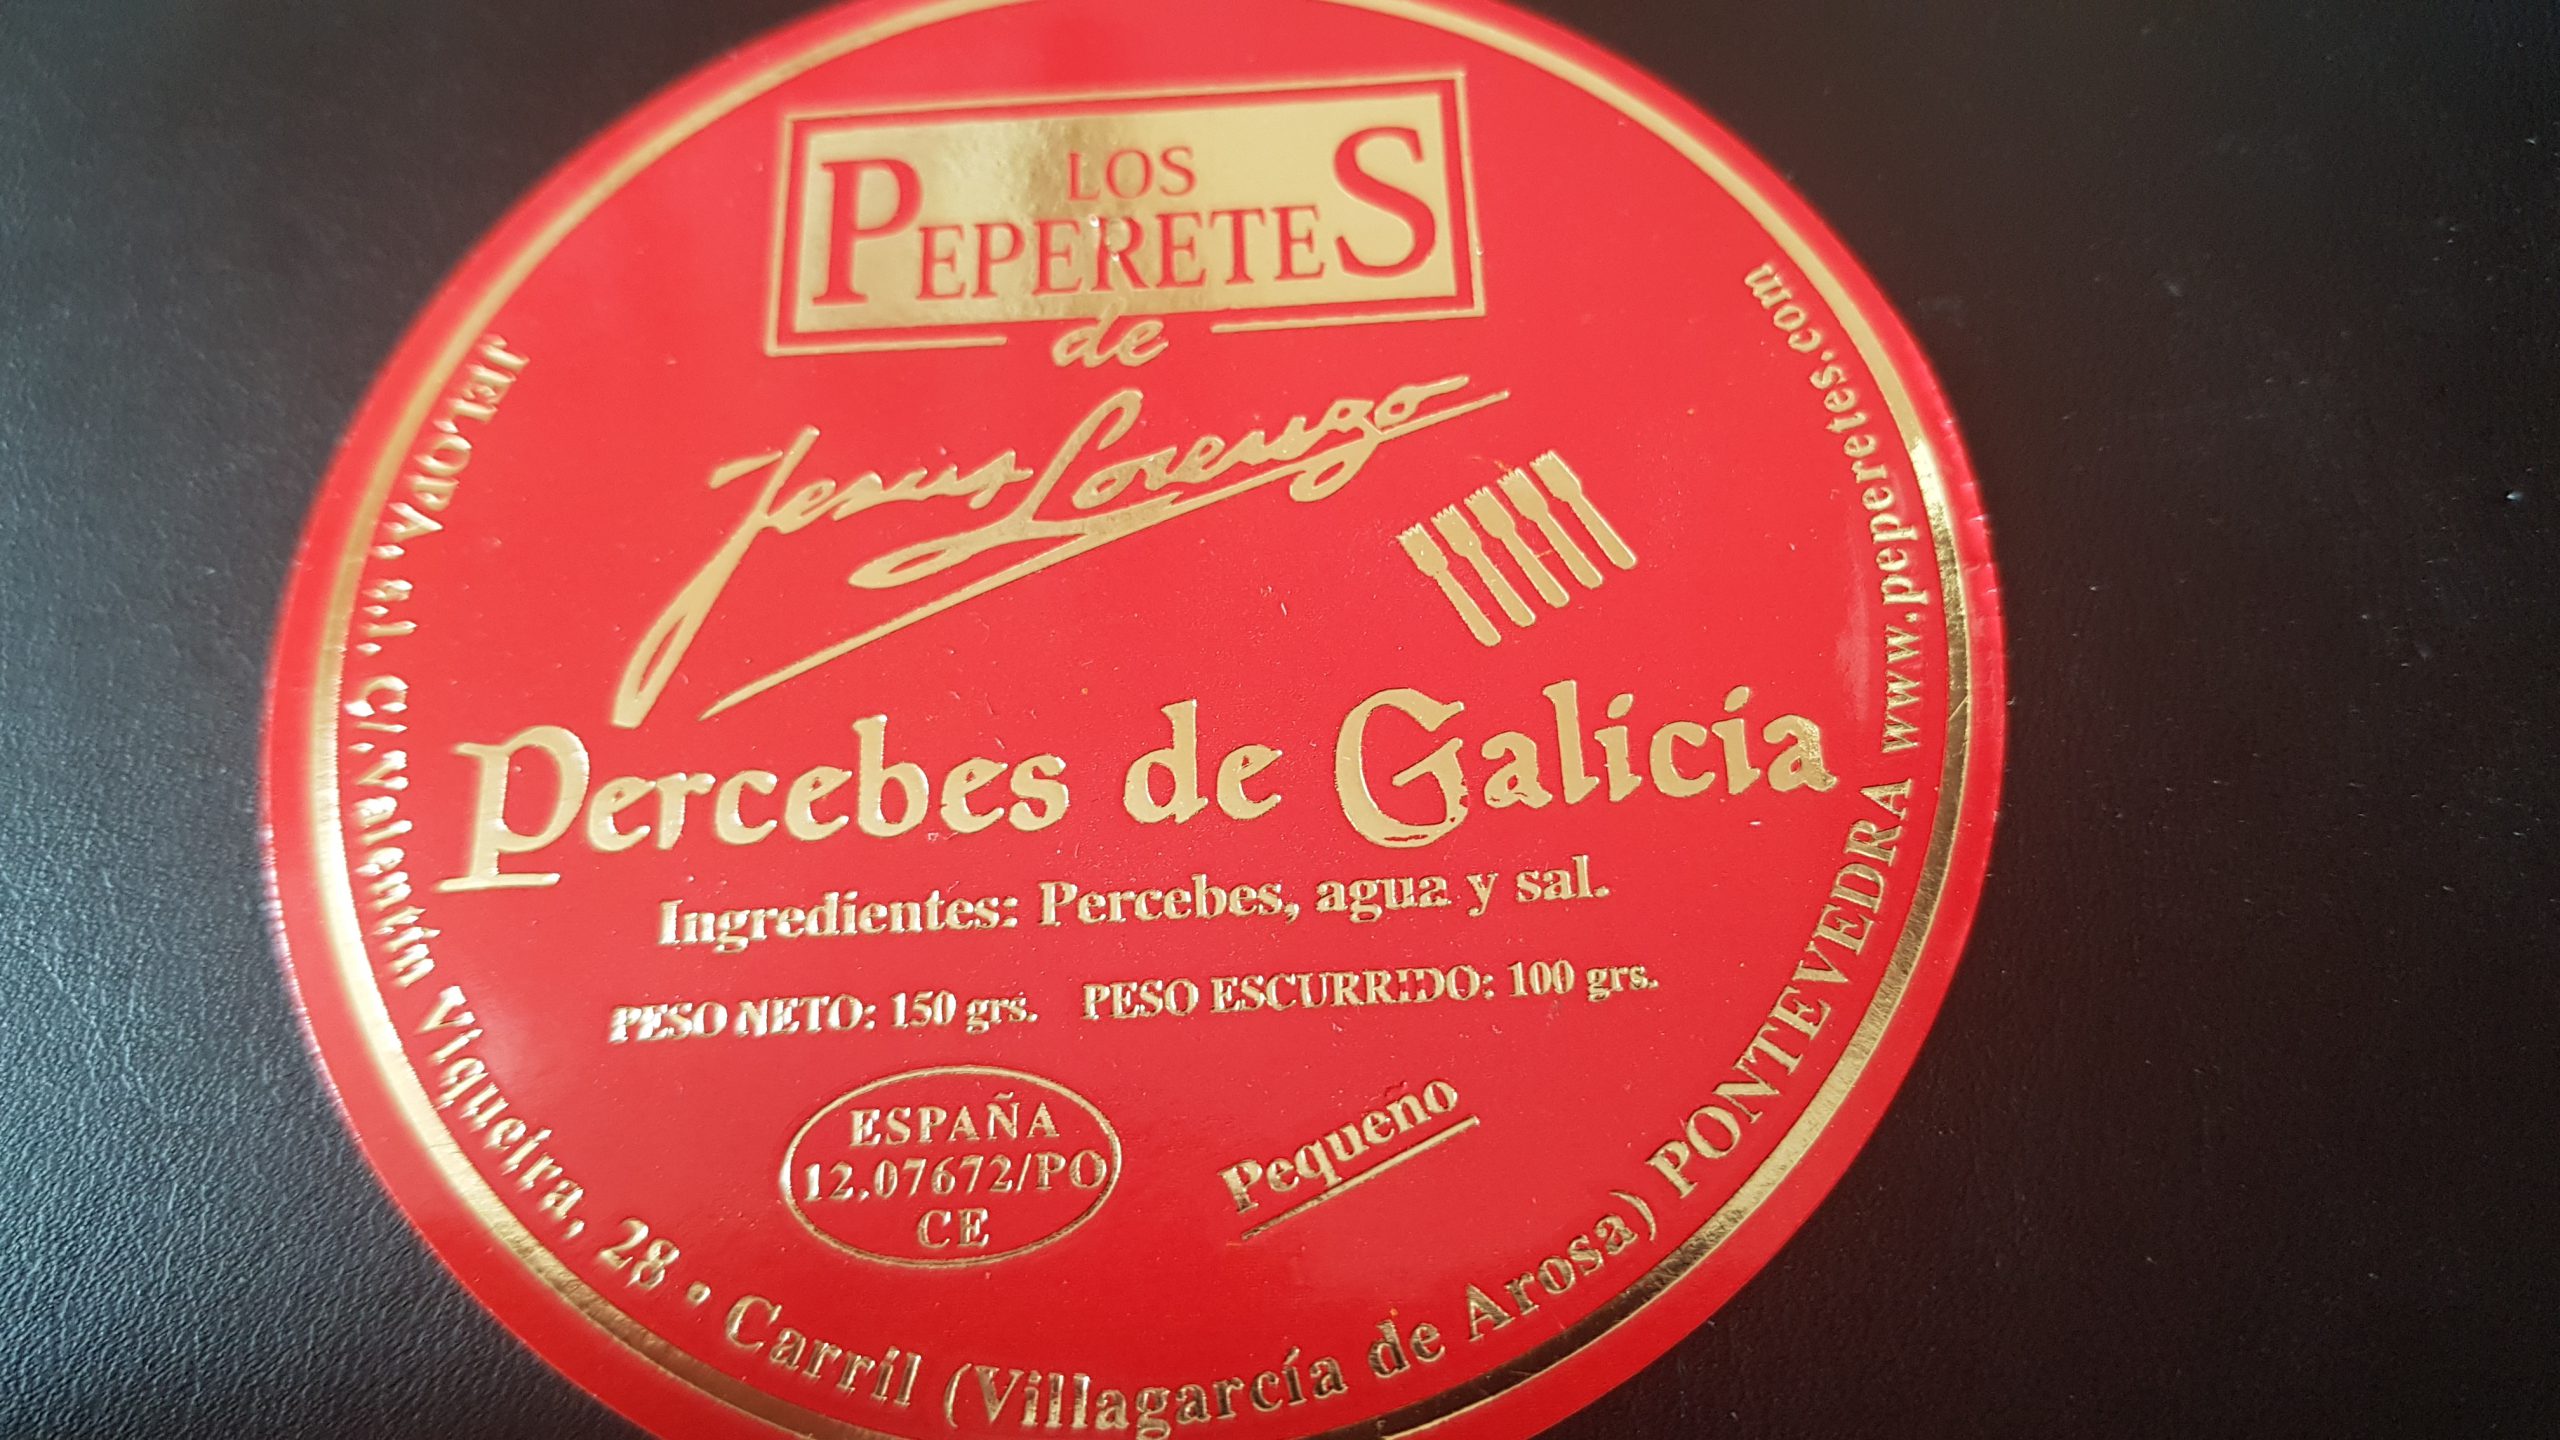 LOS
PEPERETES
de
Jesus Lorenzo
Percebes de Galicia
Ingredientes: Percebes, agua y sal.
PESO NETO: 150 grs. PESO ESCURRIDO: 100 grs.
ESPAÑA
12.07672/PO
CE
Pequeño
JELOPA, s.l. C/.Valentin Viqueira, 28 • Carril (Villagarcía de Arosa) PONTEVEDRA www.peperetes.com